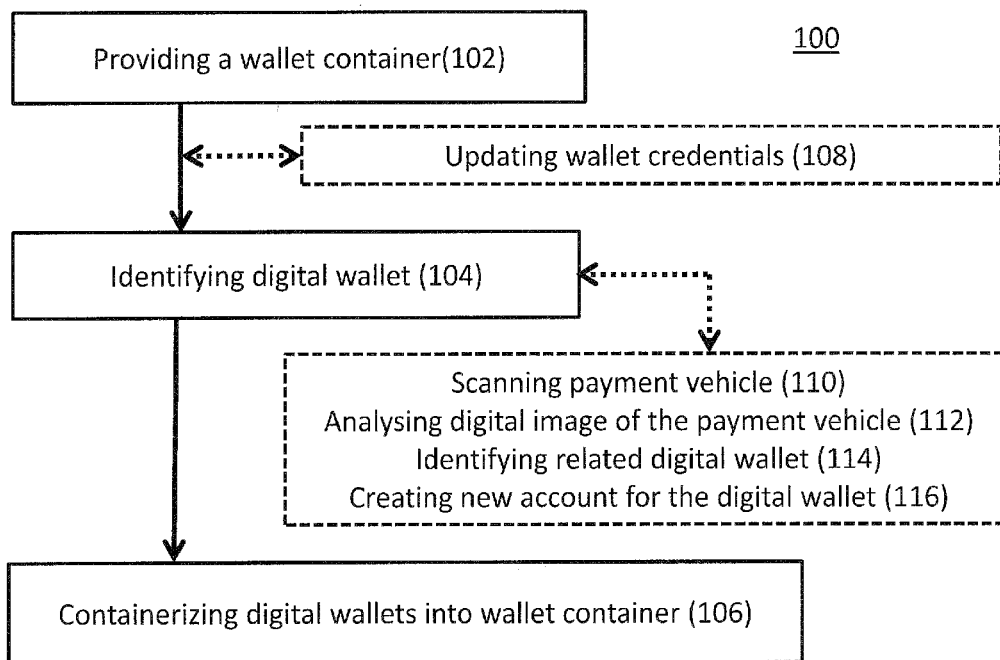 Providing a wallet container(102)
100
Updating wallet credentials (108)
Identifying digital wallet (104)
Scanning payment vehicle (110)
Analysing digital image of the payment vehicle (112)
Identifying related digital wallet (114)
Creating new account for the digital wallet (116)
Containerizing digital wallets into wallet container (106)